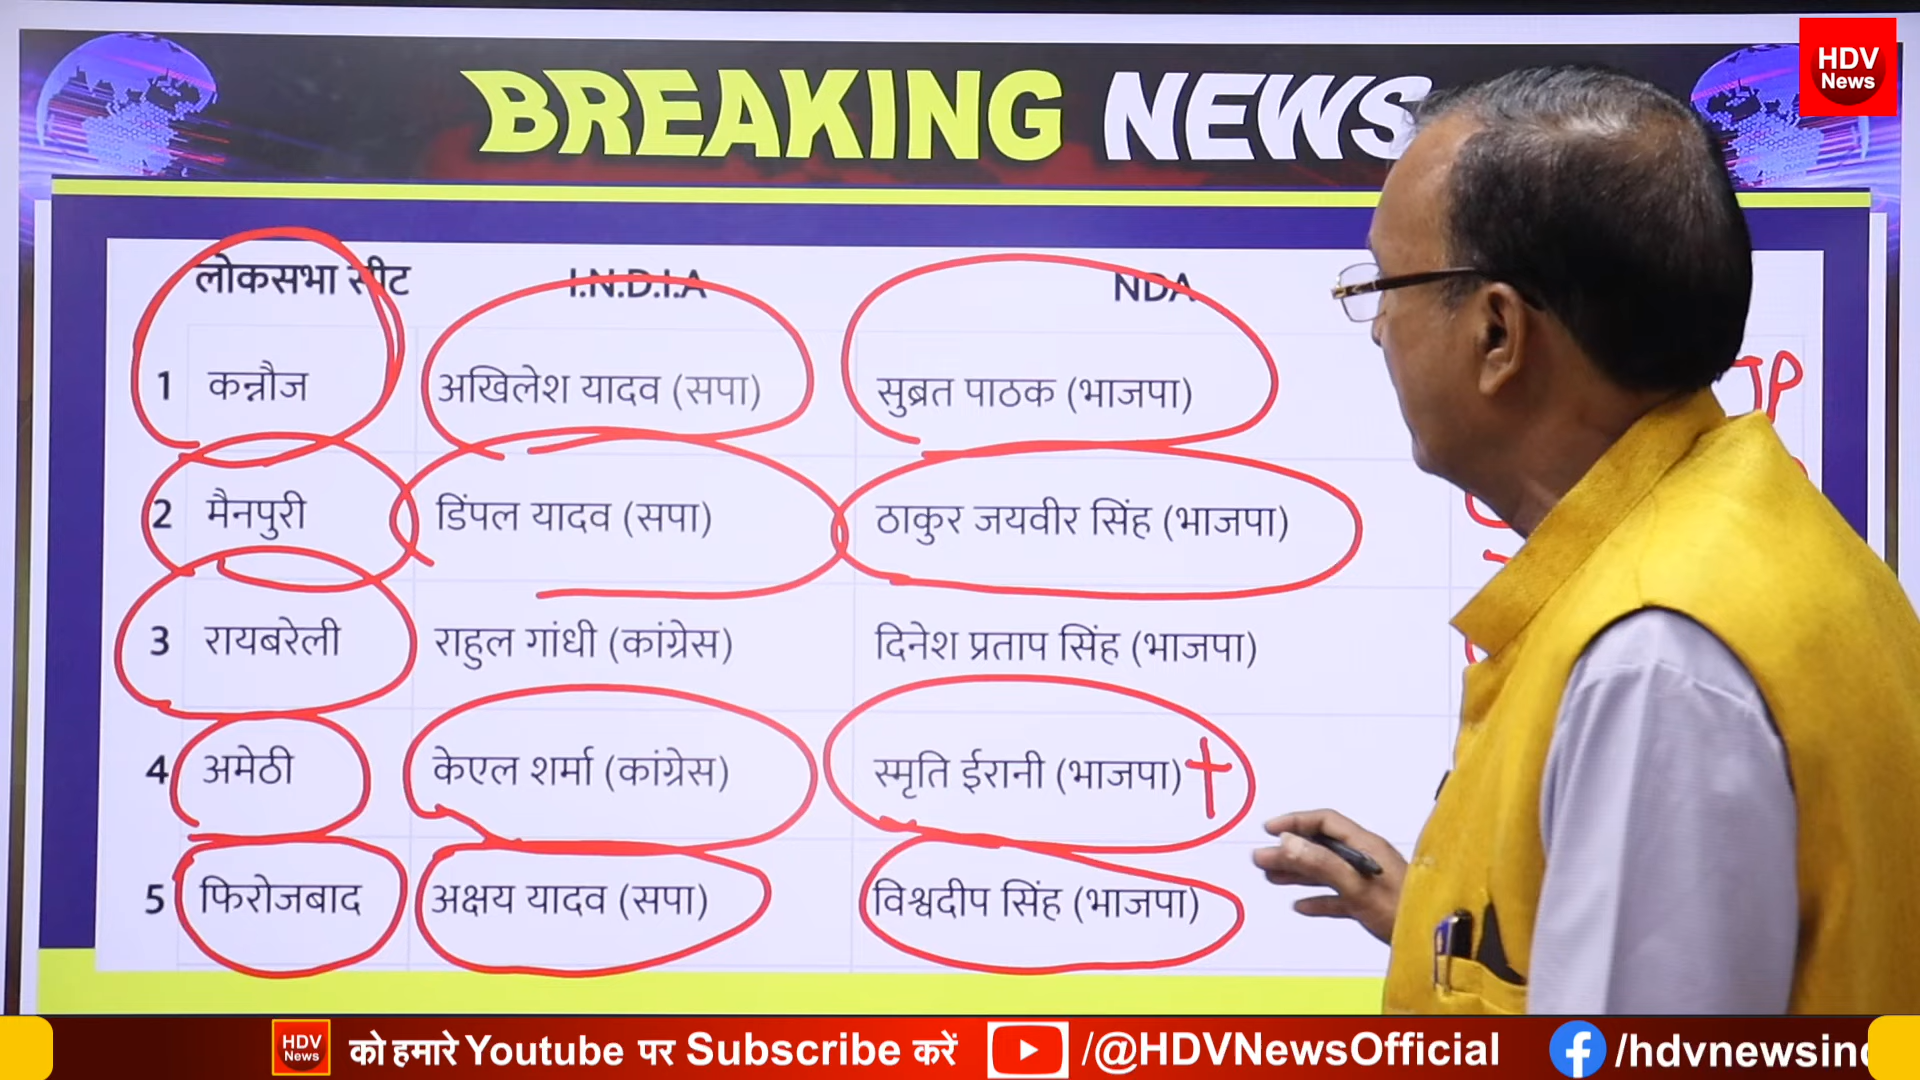 HDV
News
BREAKING NEWS
लोकसभा सीट I.N.D.I.A NDA
1 कन्नौज अखिलेश यादव (सपा) सुब्रत पाठक (भाजपा)
JP
2 मैनपुरी डिंपल यादव (सपा) ठाकुर जयवीर सिंह (भाजपा)
3 रायबरेली राहुल गांधी (कांग्रेस) दिनेश प्रताप सिंह (भाजपा)
4 अमेठी केएल शर्मा (कांग्रेस) स्मृति ईरानी (भाजपा)
5 फिरोजबाद अक्षय यादव (सपा) विश्वदीप सिंह (भाजपा)
HDV
News
को हमारे Youtube पर Subscribe करें /@HDVNewsOfficial /hdvnewsind